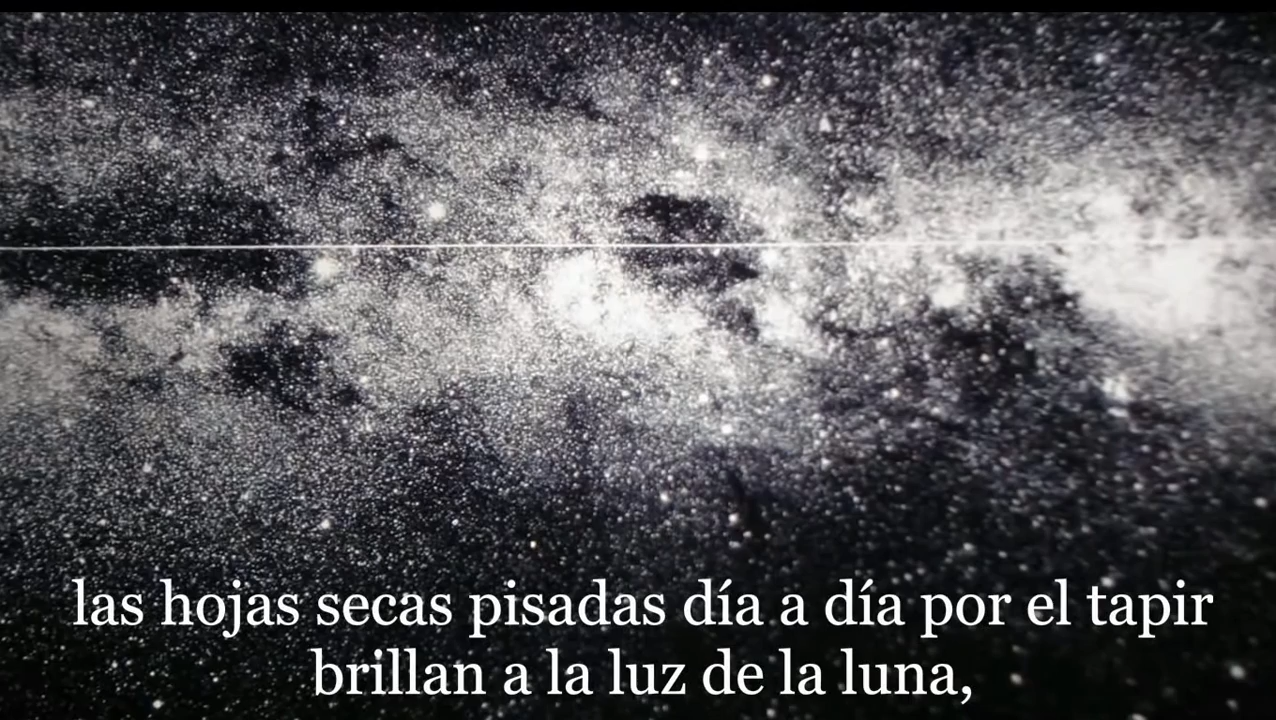 las hojas secas pisadas día a día por el tapir
brillan a la luz de la luna,